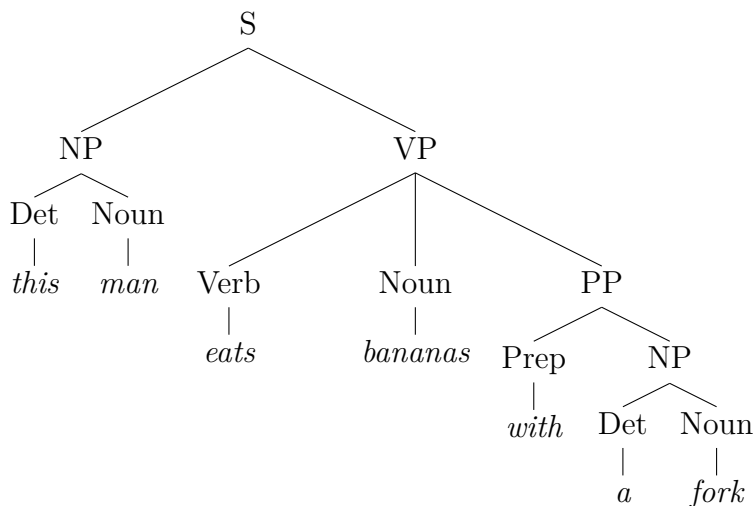 S
NP VP
Det Noun
this man Verb Noun PP
eats bananas Prep NP
with Det Noun
a fork